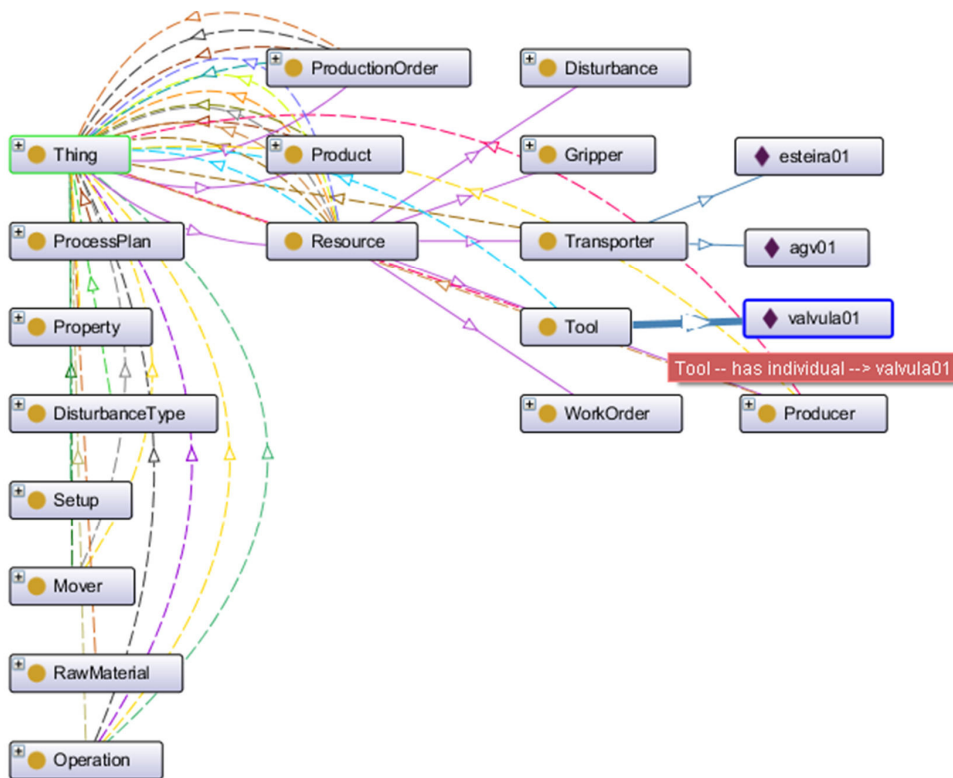 ProductionOrder
Disturbance
Thing
Product
Gripper
esteira01
ProcessPlan
Resource
Transporter
agv01
Property
Tool
valvula01
Tool -- has individual --> valvula01
DisturbanceType
WorkOrder
Producer
Setup
Mover
RawMaterial
Operation